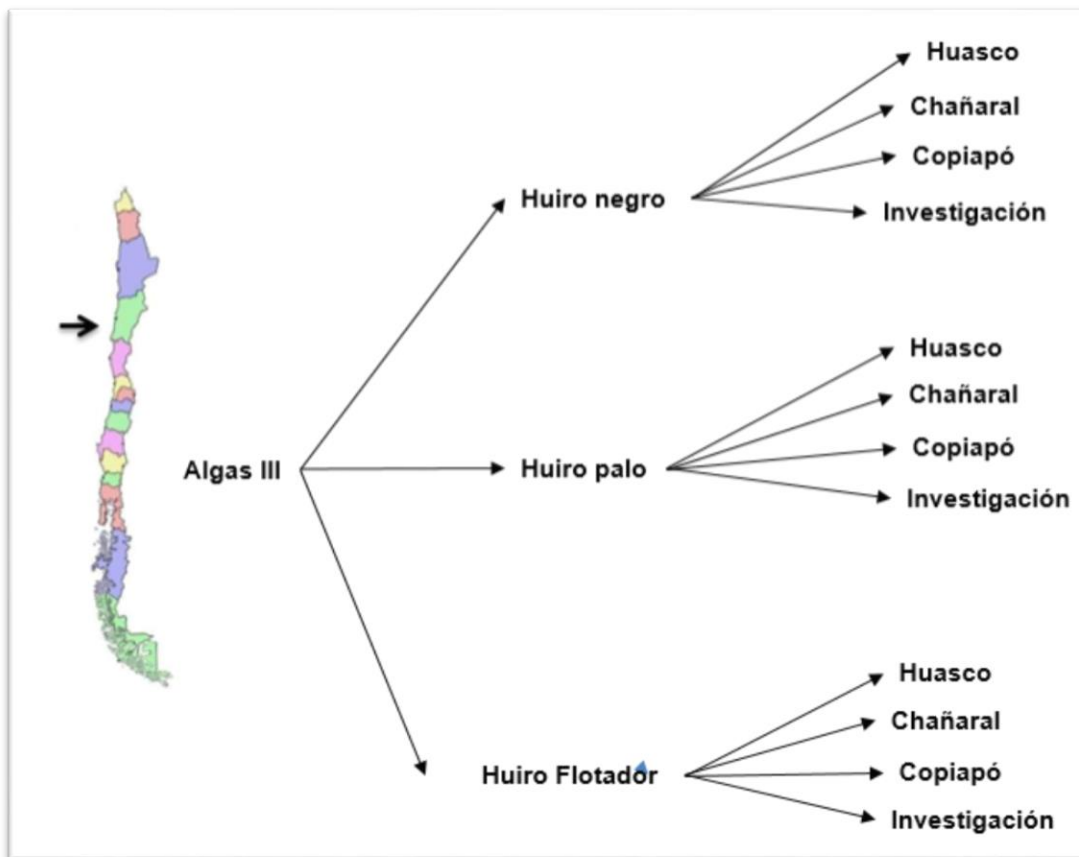 Algas III
Huiro negro
Huasco
Chañaral
Copiapó
Investigación
Huiro palo
Huasco
Chañaral
Copiapó
Investigación
Huiro Flotador
Huasco
Chañaral
Copiapó
Investigación